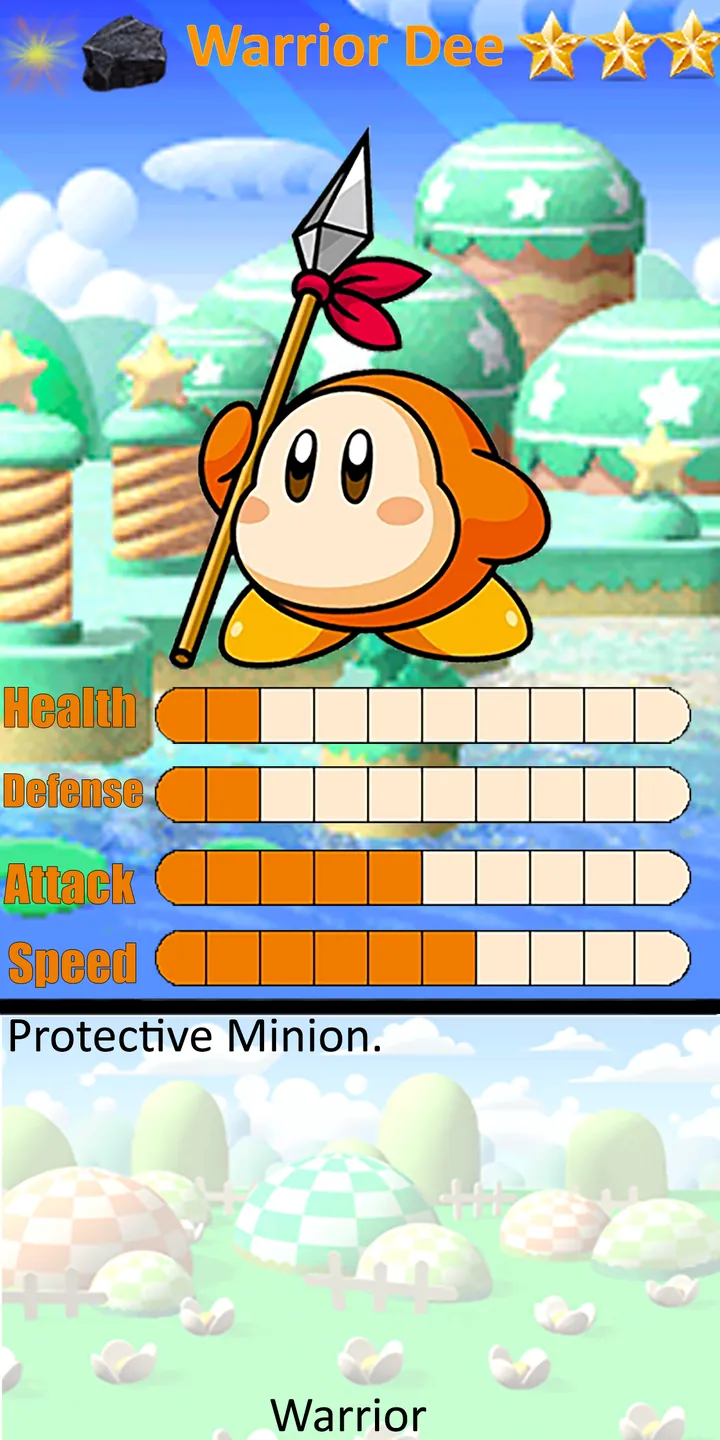 Warrior Dee
Health
Defense
Attack
Speed
Protective Minion.
Warrior